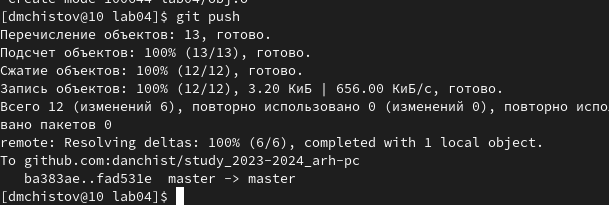 create mode 100644 lab04/obj.o
[dmchistov@10 lab04]$ git push
Перечисление объектов: 13, готово.
Подсчет объектов: 100% (13/13), готово.
Сжатие объектов: 100% (12/12), готово.
Запись объектов: 100% (12/12), 3.20 КиБ | 656.00 КиБ/с, готово.
Всего 12 (изменений 6), повторно использовано 0 (изменений 0), повторно испо
вано пакетов 0
remote: Resolving deltas: 100% (6/6), completed with 1 local object.
To github.com:danchist/study_2023-2024_arh-pc
ba383ae..fad531e  master -> master
[dmchistov@10 lab04]$